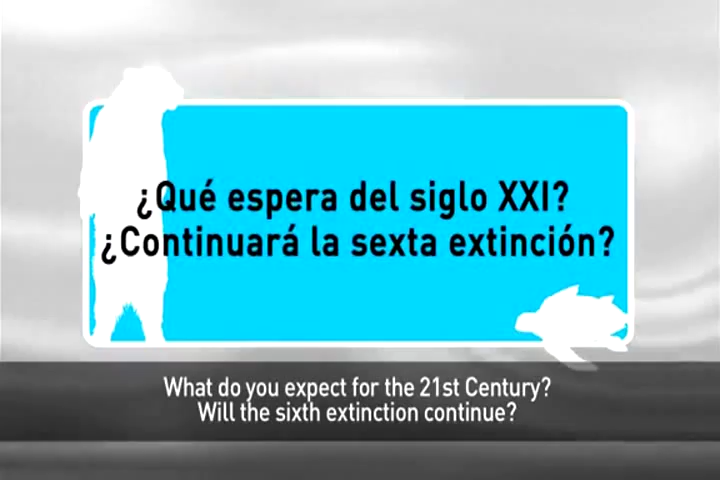 ¿Qué espera del siglo XXI?
¿Continuará la sexta extinción?
What do you expect for the 21st Century?
Will the sixth extinction continue?